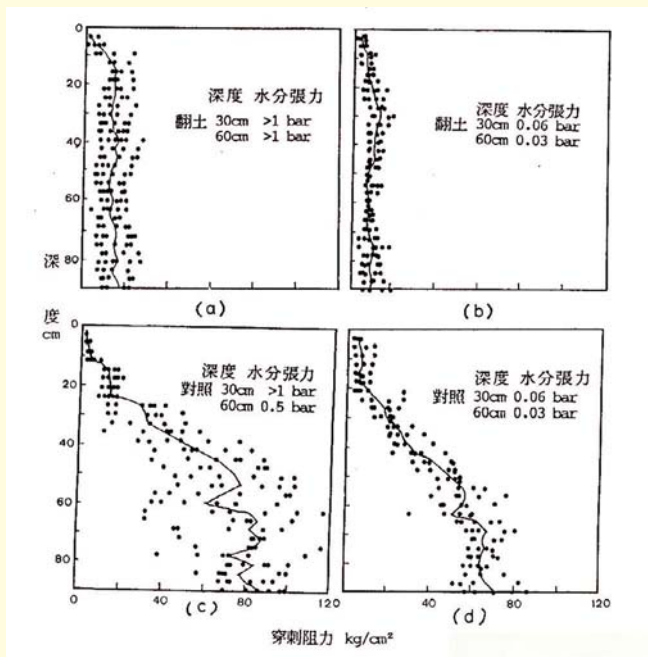 0
20
40
60
80
深度 水分張力
翻土 30cm >1 bar
60cm >1 bar
(a)
深度 水分張力
翻土 30cm 0.06 bar
60cm 0.03 bar
(b)
深
度
cm
0
20
40
60
80
深度 水分張力
對照 30cm >1 bar
60cm 0.5 bar
0 40 80 120
(c)
深度 水分張力
對照 30cm 0.06 bar
60cm 0.03 bar
40 80 120
(d)
穿刺阻力 kg/cm²